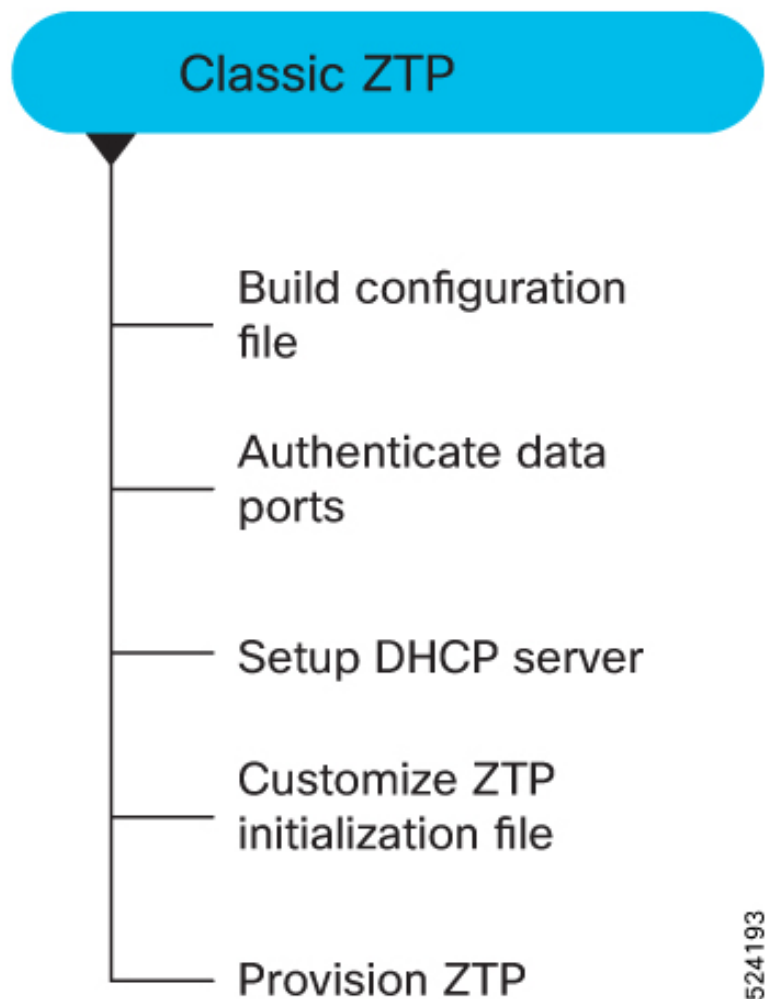 Classic ZTP
Build configuration
file
Authenticate data
ports
Setup DHCP server
Customize ZTP
initialization file
Provision ZTP
524193